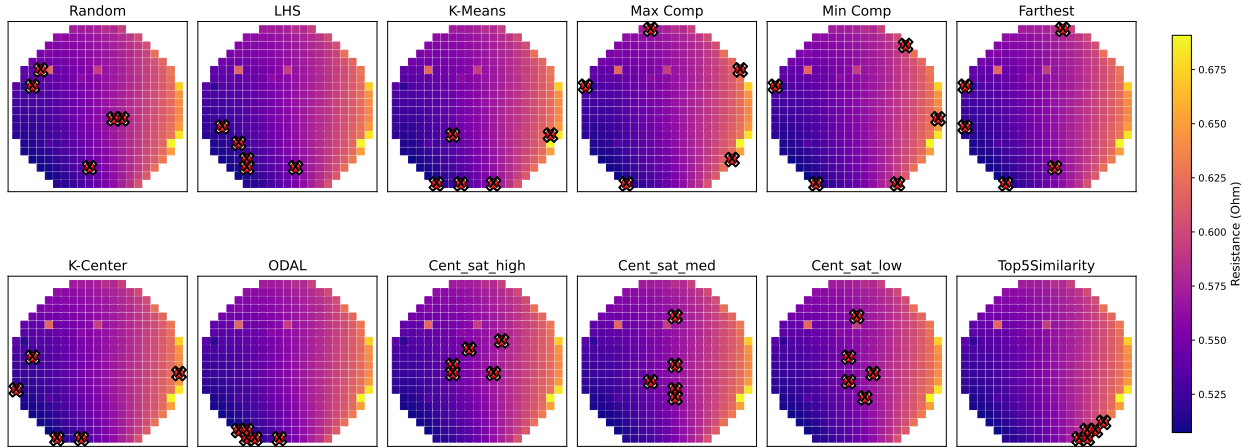 Random
LHS
K-Means
Max Comp
Min Comp
Farthest
K-Center
ODAL
Cent_sat_high
Cent_sat_med
Cent_sat_low
Top5Similarity
0.675
0.650
0.625
0.600
0.575
0.550
0.525
Resistance (Ohm)